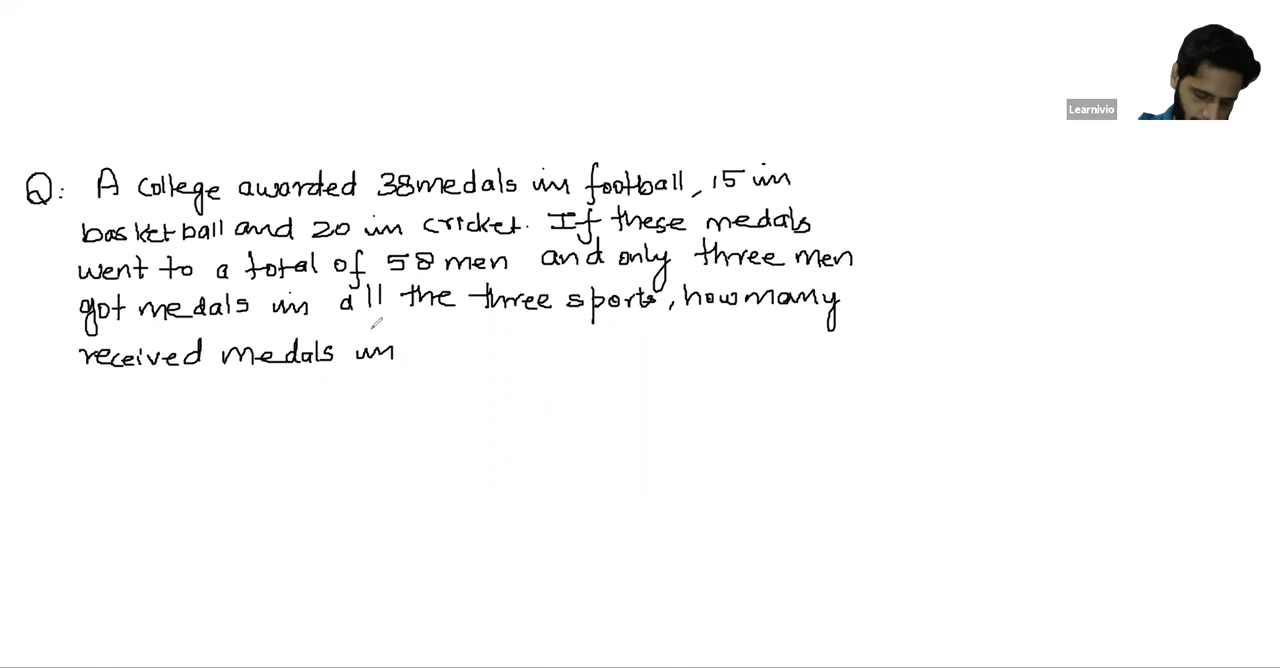 Learnivio
Q: A college awarded 38 medals in football, 15 in
basketball and 20 in cricket. If these medals
went to a total of 58 men and only three men
got medals in all the three sports, how many
received medals in